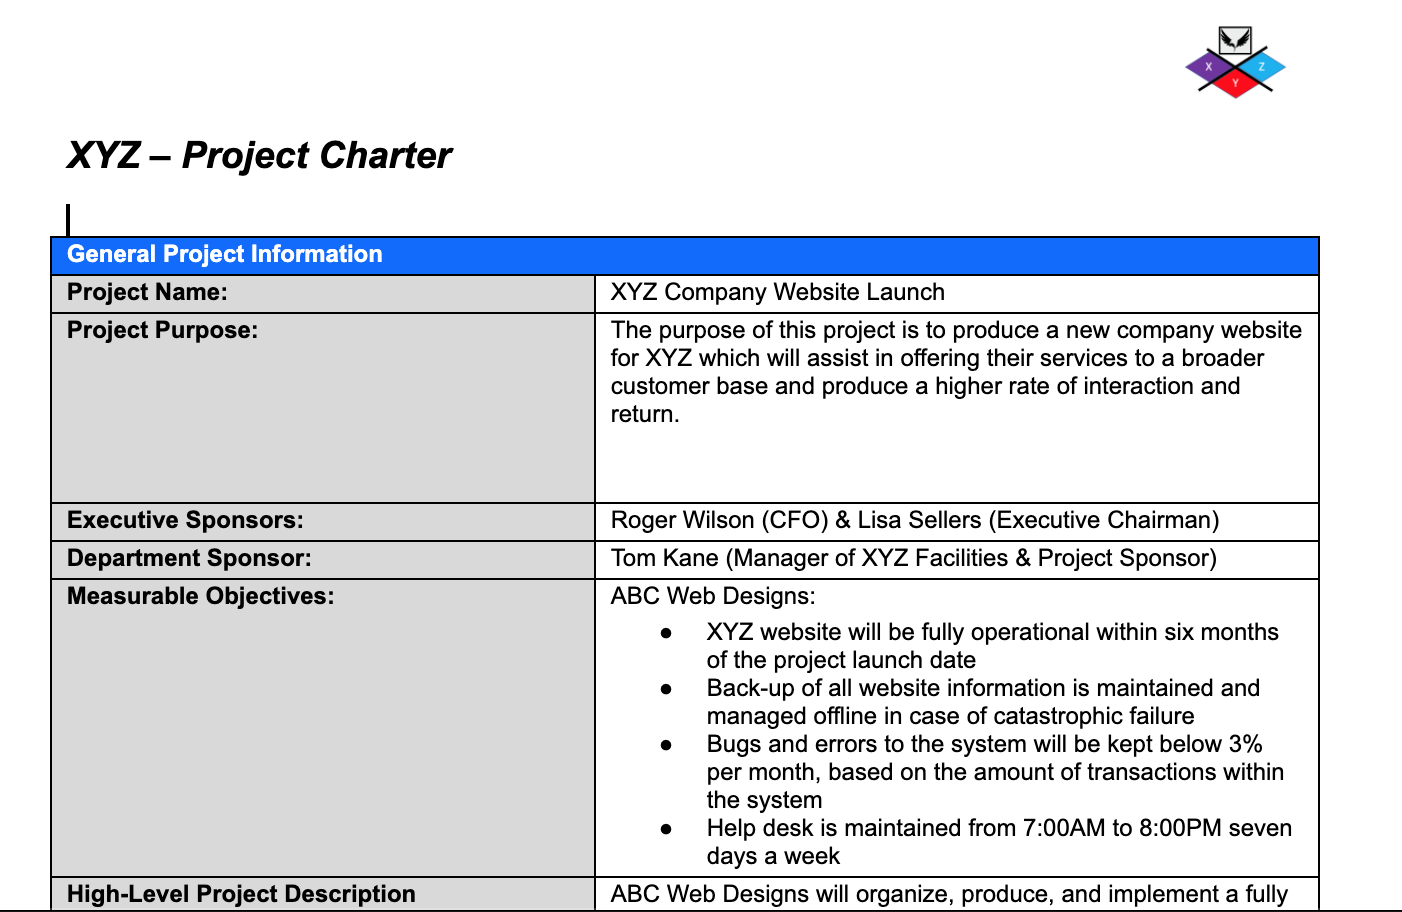 X
Z
Y
XYZ – Project Charter
General Project Information
Project Name:
XYZ Company Website Launch
Project Purpose:
The purpose of this project is to produce a new company website
for XYZ which will assist in offering their services to a broader
customer base and produce a higher rate of interaction and
return.
Executive Sponsors:
Roger Wilson (CFO) & Lisa Sellers (Executive Chairman)
Department Sponsor:
Tom Kane (Manager of XYZ Facilities & Project Sponsor)
Measurable Objectives:
ABC Web Designs:
● XYZ website will be fully operational within six months
of the project launch date
● Back-up of all website information is maintained and
managed offline in case of catastrophic failure
● Bugs and errors to the system will be kept below 3%
per month, based on the amount of transactions within
the system
● Help desk is maintained from 7:00AM to 8:00PM seven
days a week
High-Level Project Description
ABC Web Designs will organize, produce, and implement a fully